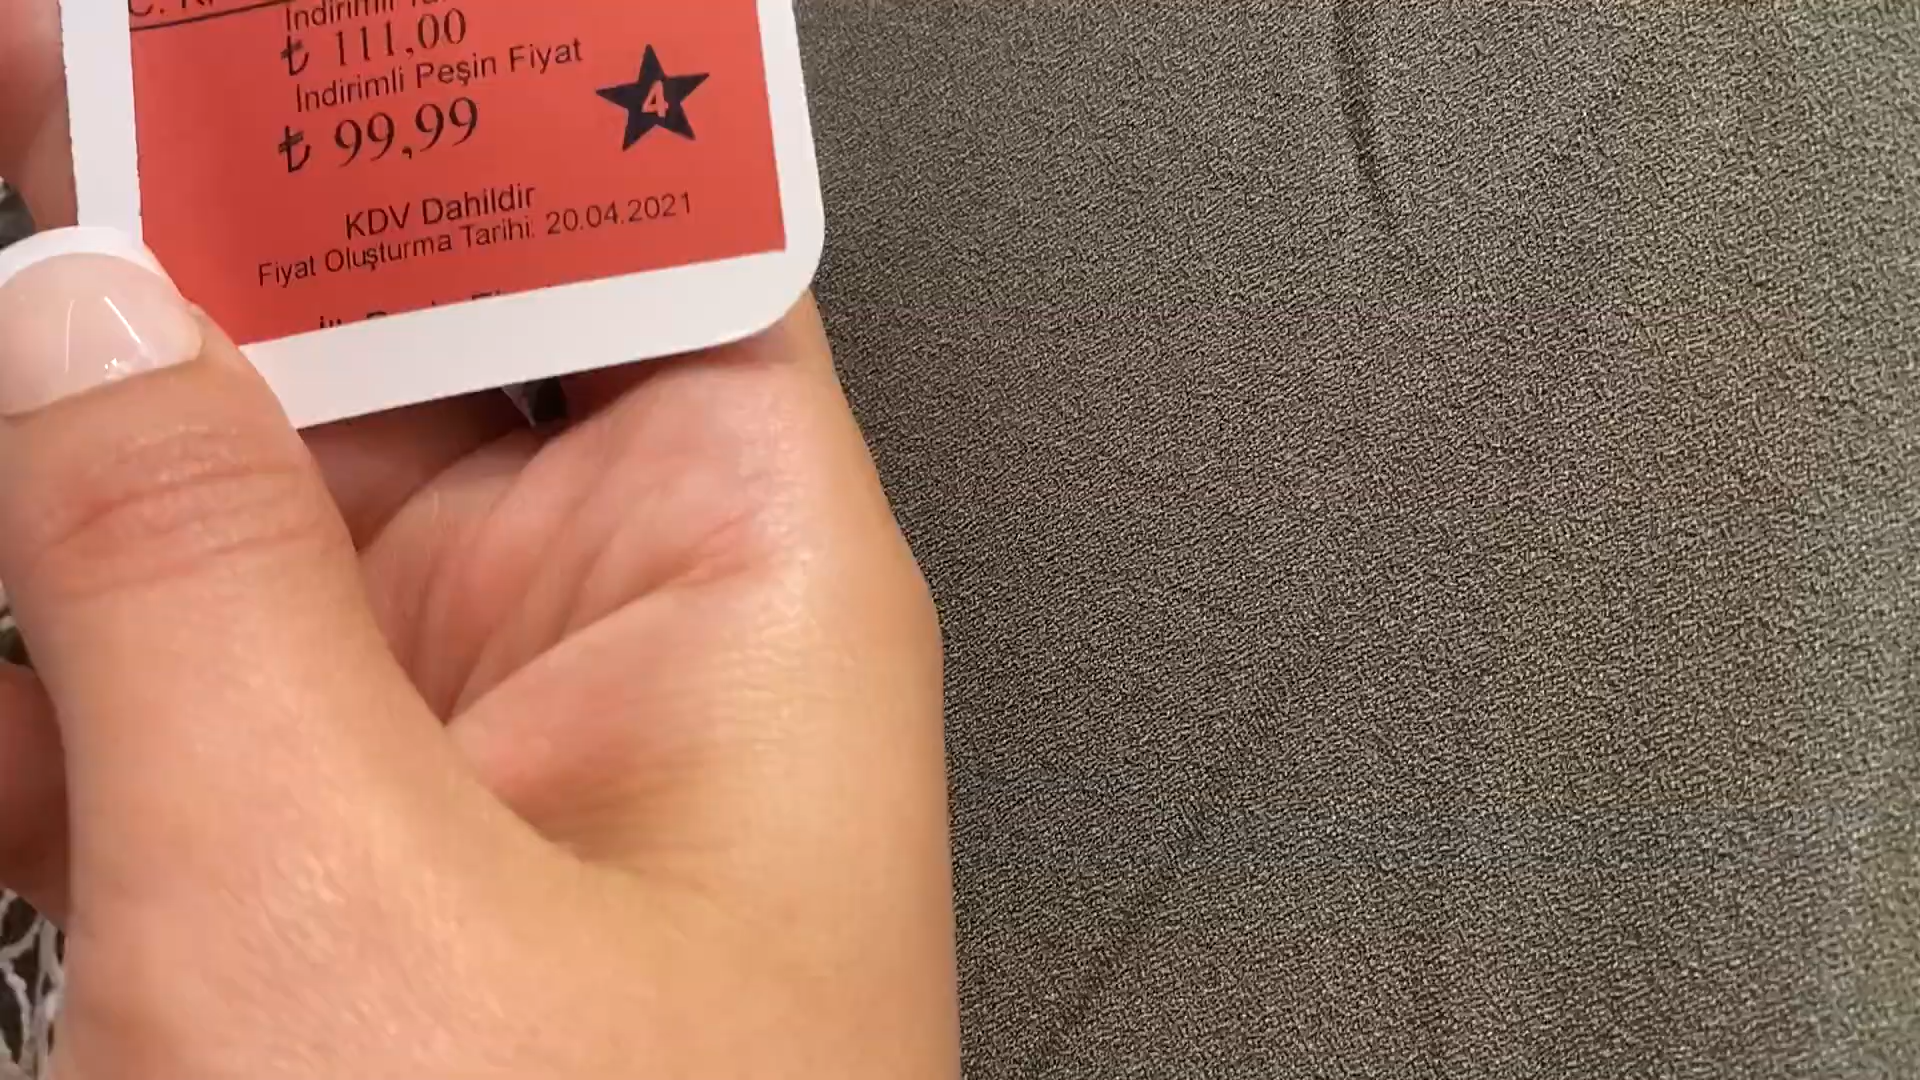 İndirimli
₺ 111,00
İndirimli Peşin Fiyat
₺ 99,99
4
KDV Dahildir
Fiyat Oluşturma Tarihi: 20.04.2021